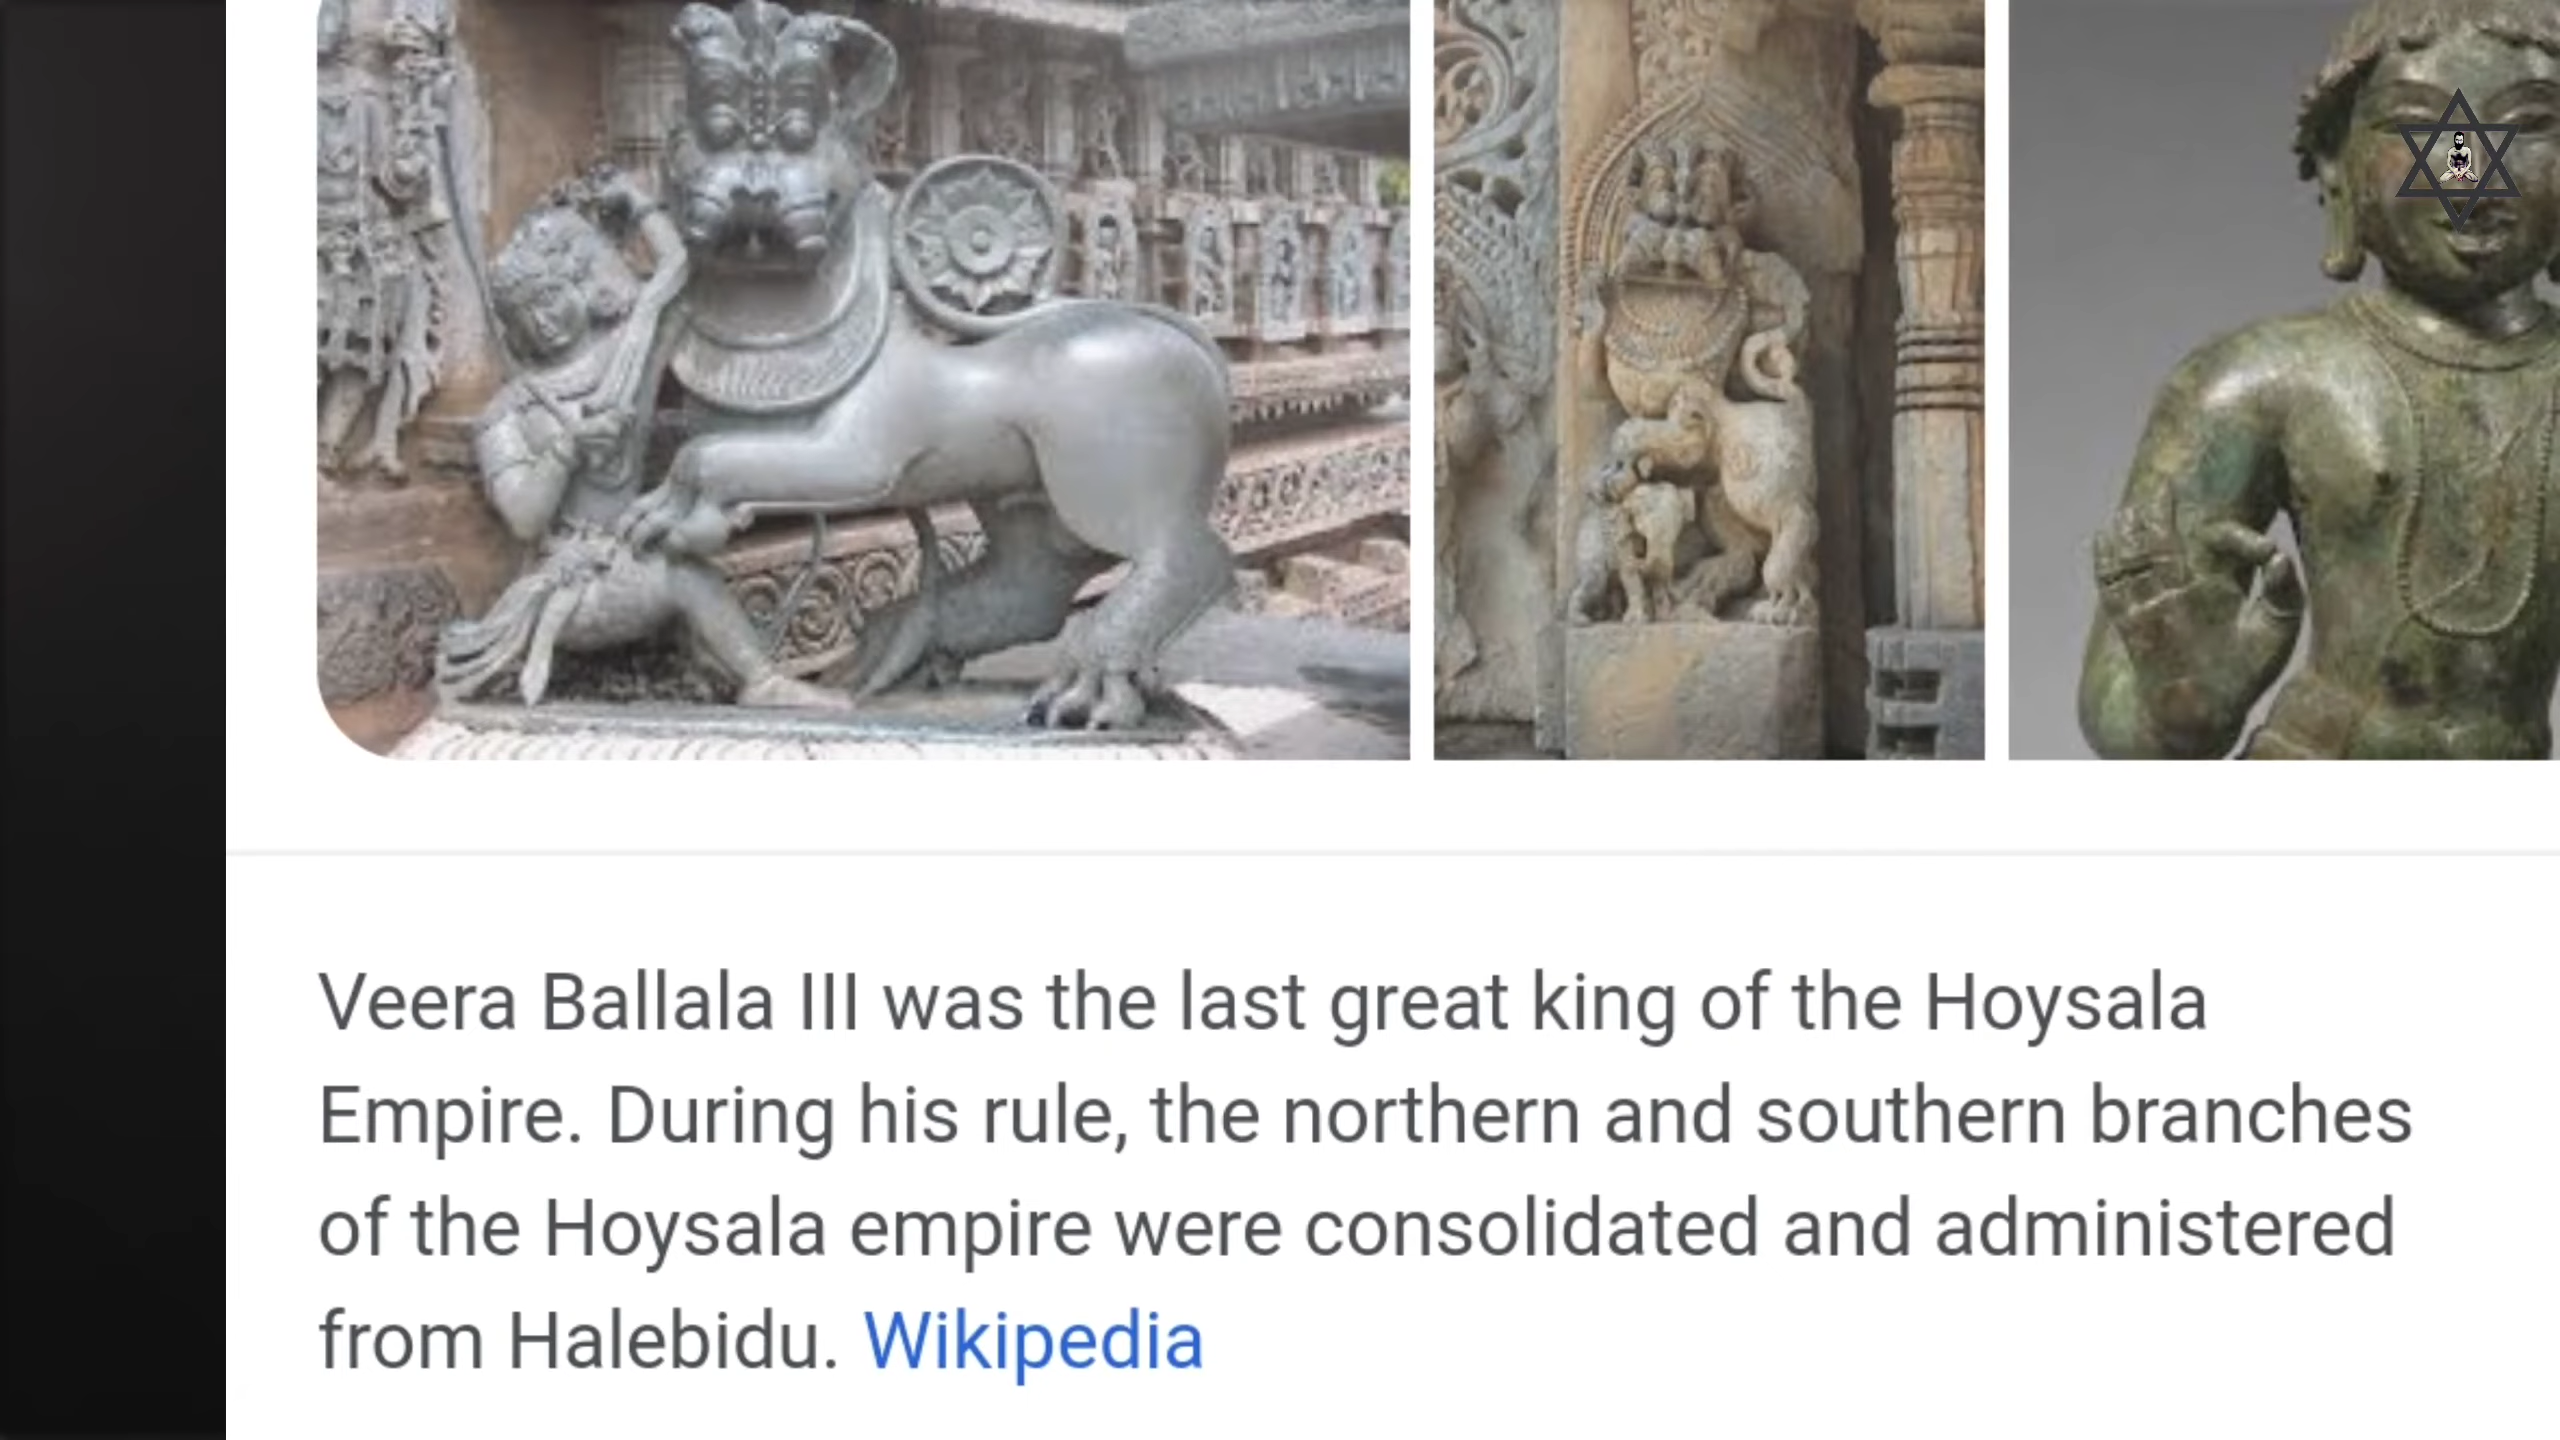 Veera Ballala III was the last great king of the Hoysala
Empire. During his rule, the northern and southern branches
of the Hoysala empire were consolidated and administered
from Halebidu. Wikipedia